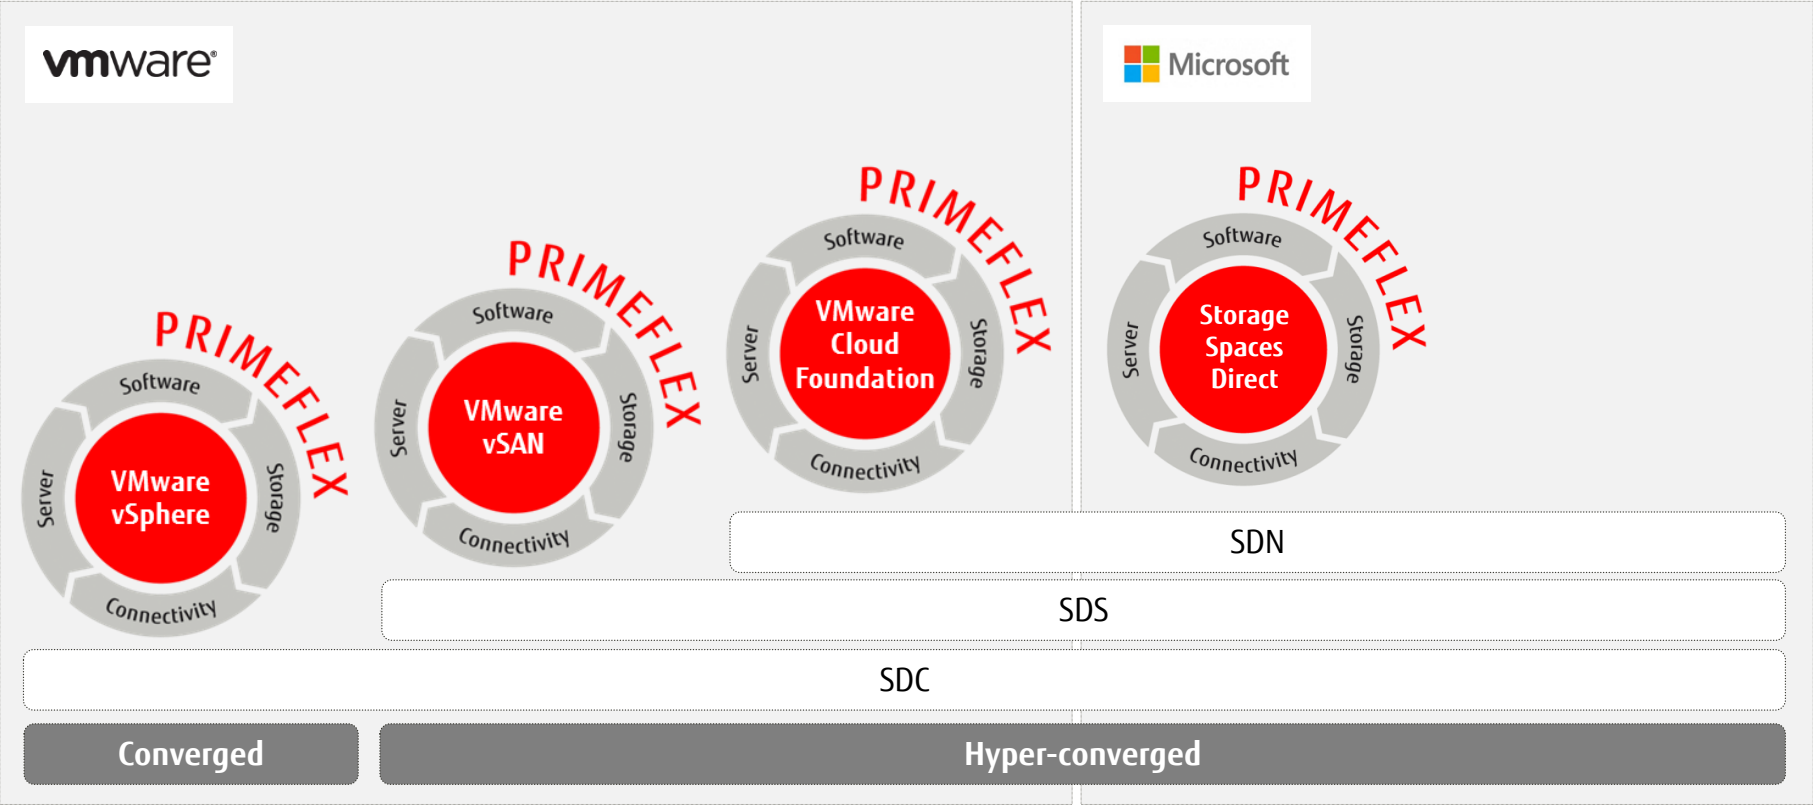 vmware®
Microsoft
PRIMEFLEX
Software
Server
Storage
Connectivity
VMware
vSphere
PRIMEFLEX
Software
Server
Storage
Connectivity
VMware
vSAN
PRIMEFLEX
Software
Server
Storage
Connectivity
VMware
Cloud
Foundation
PRIMEFLEX
Software
Server
Storage
Connectivity
Storage
Spaces
Direct
SDN
SDS
SDC
Converged
Hyper-converged